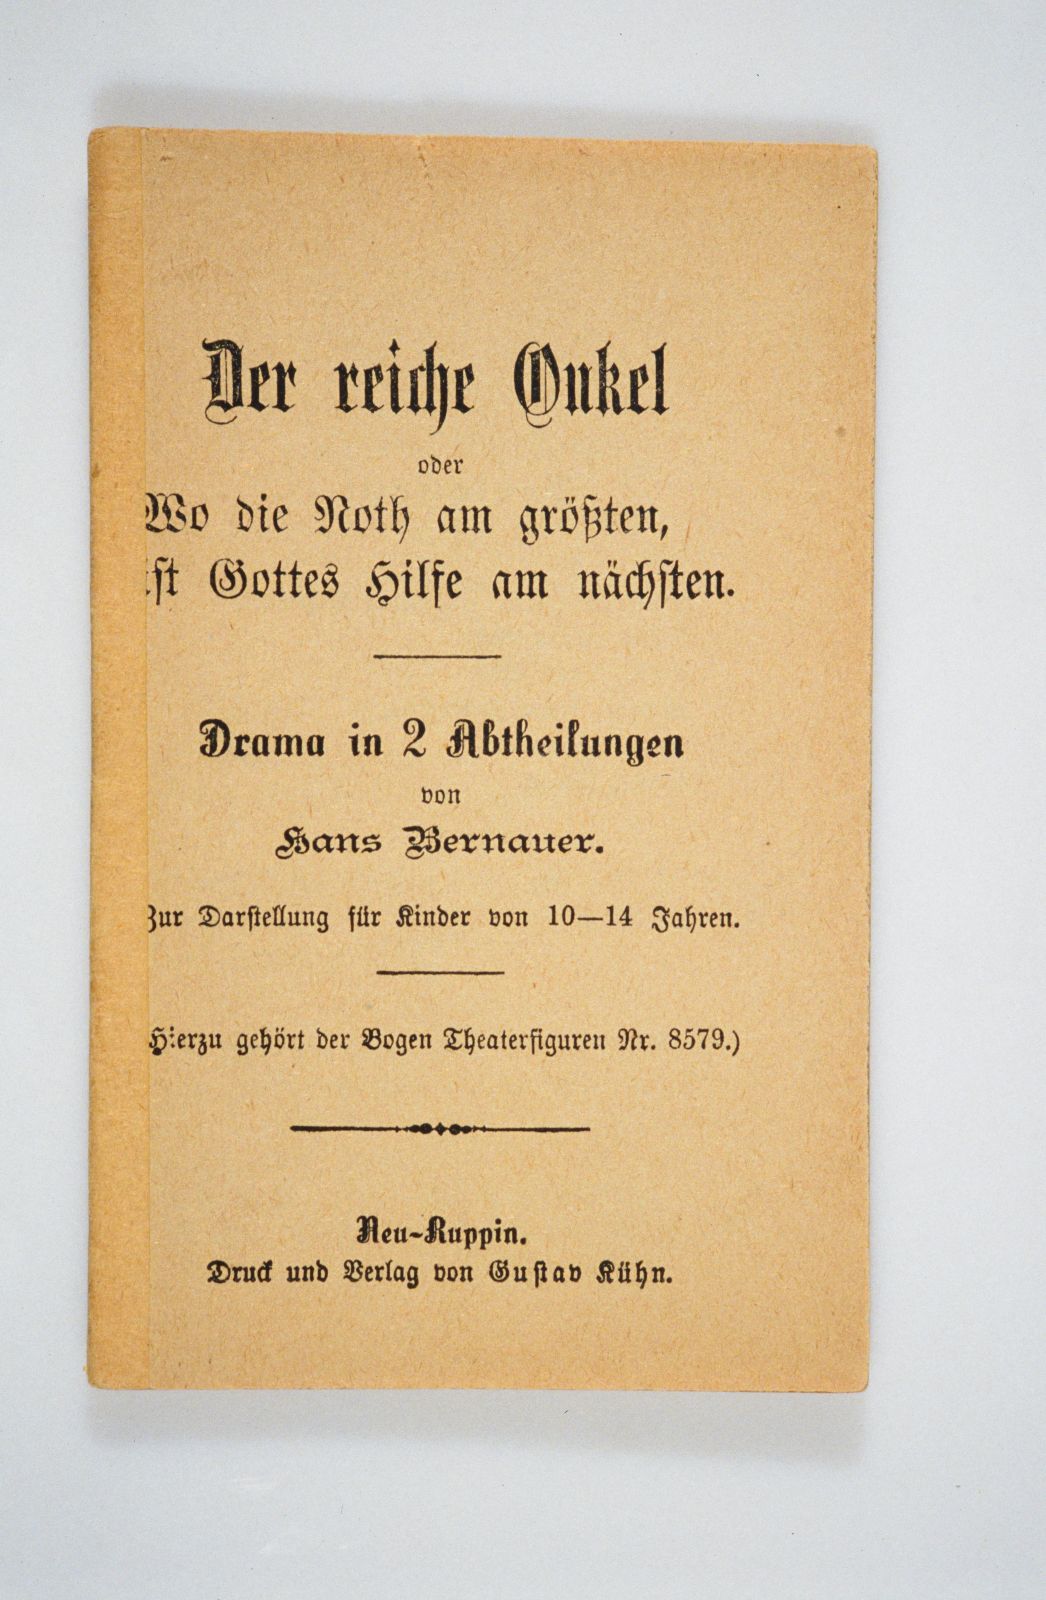 Der reiche Onkel
oder
Wo die Noth am größten,
ist Gottes Hilfe am nächsten.
Drama in 2 Abtheilungen
von
Hans Bernauer.
Zur Darstellung für Kinder von 10—14 Jahren.
Hierzu gehört der Bogen Theaterfiguren Nr. 8579.)
Neu-Ruppin.
Druck und Verlag von Gustav Kühn.